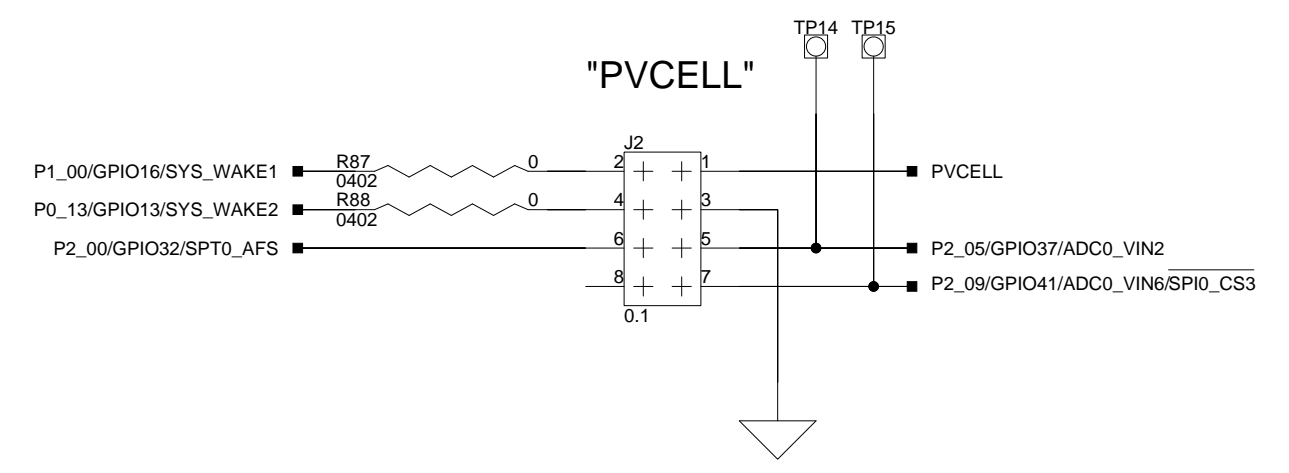 TP14 TP15
"PVCELL"
J2
P1_00/GPIO16/SYS_WAKE1 R87 0 2 1 PVCELL
0402
P0_13/GPIO13/SYS_WAKE2 R88 0 4 3
0402
P2_00/GPIO32/SPT0_AFS 6 5 P2_05/GPIO37/ADC0_VIN2
8 7 P2_09/GPIO41/ADC0_VIN6/SPI0_CS3
0.1